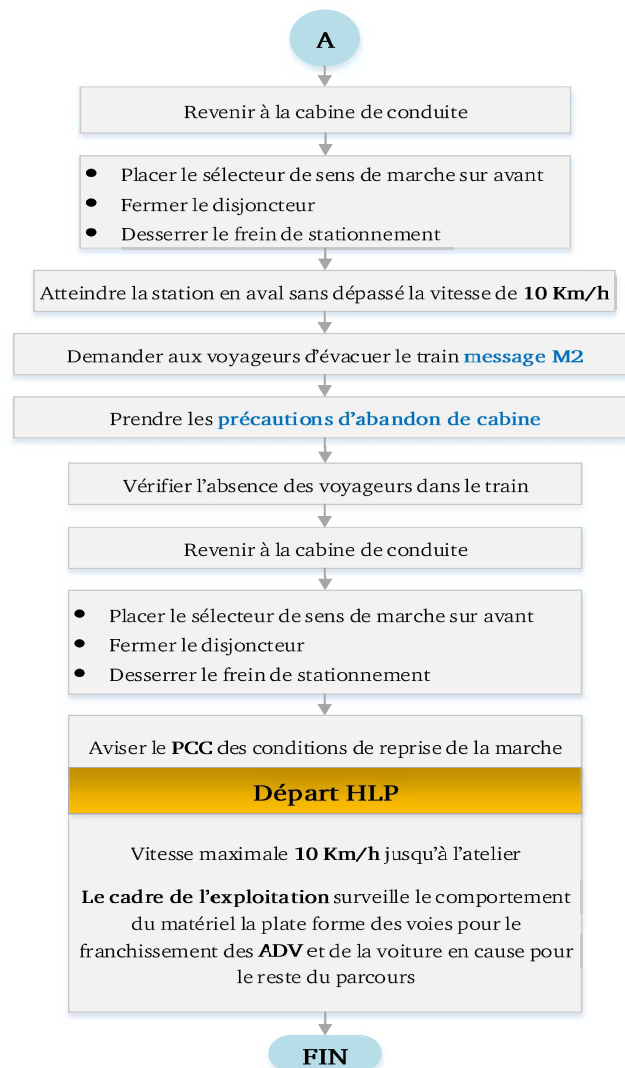 A
Revenir à la cabine de conduite
• Placer le sélecteur de sens de marche sur avant
• Fermer le disjoncteur
• Desserrer le frein de stationnement
Atteindre la station en aval sans dépassé la vitesse de 10 Km/h
Demander aux voyageurs d'évacuer le train message M2
Prendre les précautions d'abandon de cabine
Vérifier l'absence des voyageurs dans le train
Revenir à la cabine de conduite
• Placer le sélecteur de sens de marche sur avant
• Fermer le disjoncteur
• Desserrer le frein de stationnement
Aviser le PCC des conditions de reprise de la marche
Départ HLP
Vitesse maximale 10 Km/h jusqu'à l'atelier
Le cadre de l'exploitation surveille le comportement
du matériel la plate forme des voies pour le
franchissement des ADV et de la voiture en cause pour
le reste du parcours
FIN